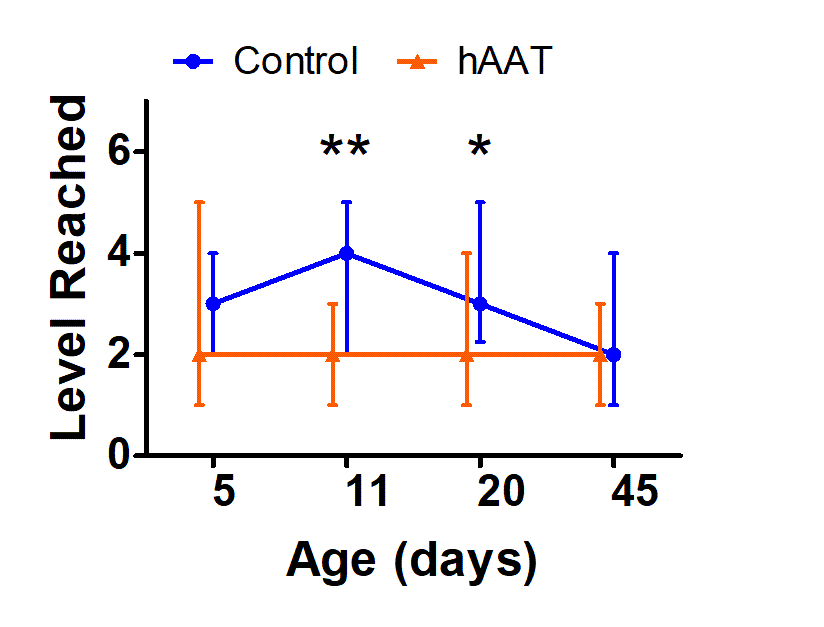 Control hAAT
Level Reached
6
4
2
0
** *
5 11 20 45
Age (days)